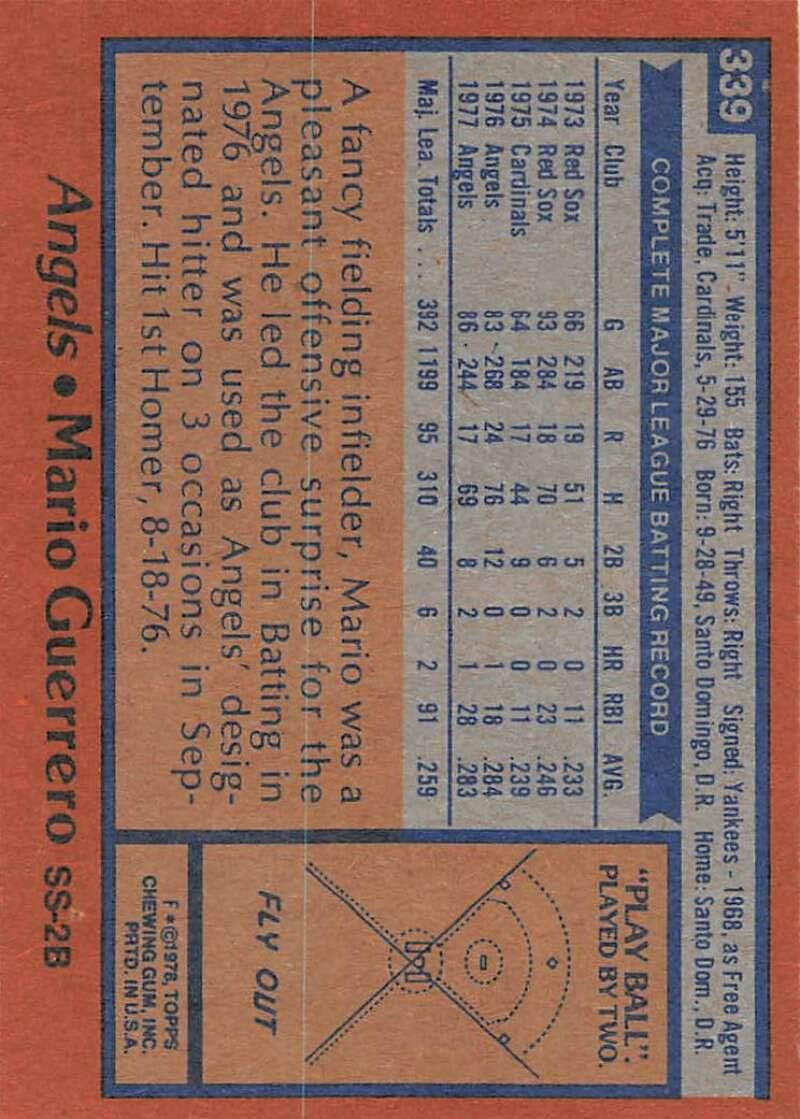 339
Height: 5'11" - Weight: 155 Bats: Right Throws: Right Signed: Yankees - 1968, as Free Agent
Acq: Trade, Cardinals, 5-29-76 Born: 9-28-49, Santo Domingo, D.R. Home: Santo Dom., D.R.
COMPLETE MAJOR LEAGUE BATTING RECORD
Year Club G AB R H 2B 3B HR RBI AVG.
1973 Red Sox 66 219 19 51 5 2 0 11 .233
1974 Red Sox 93 284 18 70 6 2 0 23 .246
1975 Cardinals 64 184 17 44 9 0 0 11 .239
1976 Angels 83 268 24 76 12 0 1 18 .284
1977 Angels 86 244 17 69 8 2 1 28 .283
Maj. Lea. Totals ... 392 1199 95 310 40 6 2 91 .259
A fancy fielding infielder, Mario was a
pleasant offensive surprise for the
Angels. He led the club in Batting in
1976 and was used as Angels' desig-
nated hitter on 3 occasions in Sep-
tember. Hit 1st Homer, 8-18-76.
"PLAY BALL":
PLAYED BY TWO.
FLY OUT
F * © 1978, TOPPS
CHEWING GUM, INC.
PRTD. IN U.S.A.
Angels • Mario Guerrero SS-2B